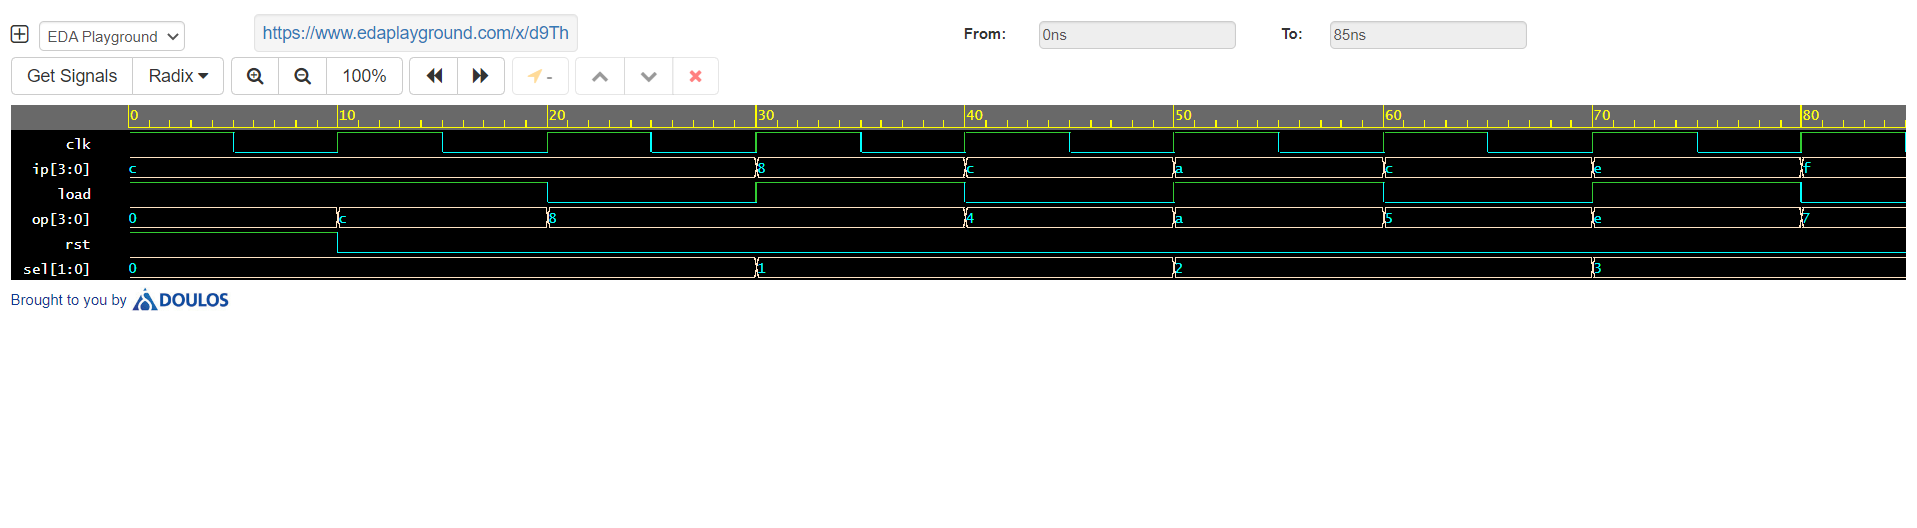 EDA Playground https://www.edaplayground.com/x/d9Th From: 0ns To: 85ns
Get Signals Radix 100% -
0 10 20 30 40 50 60 70 80
clk
ip[3:0] c 8 c a c e f
load
op[3:0] 0 c 8 4 a 5 e 7
rst
sel[1:0] 0 1 2 3
Brought to you by DOULOS